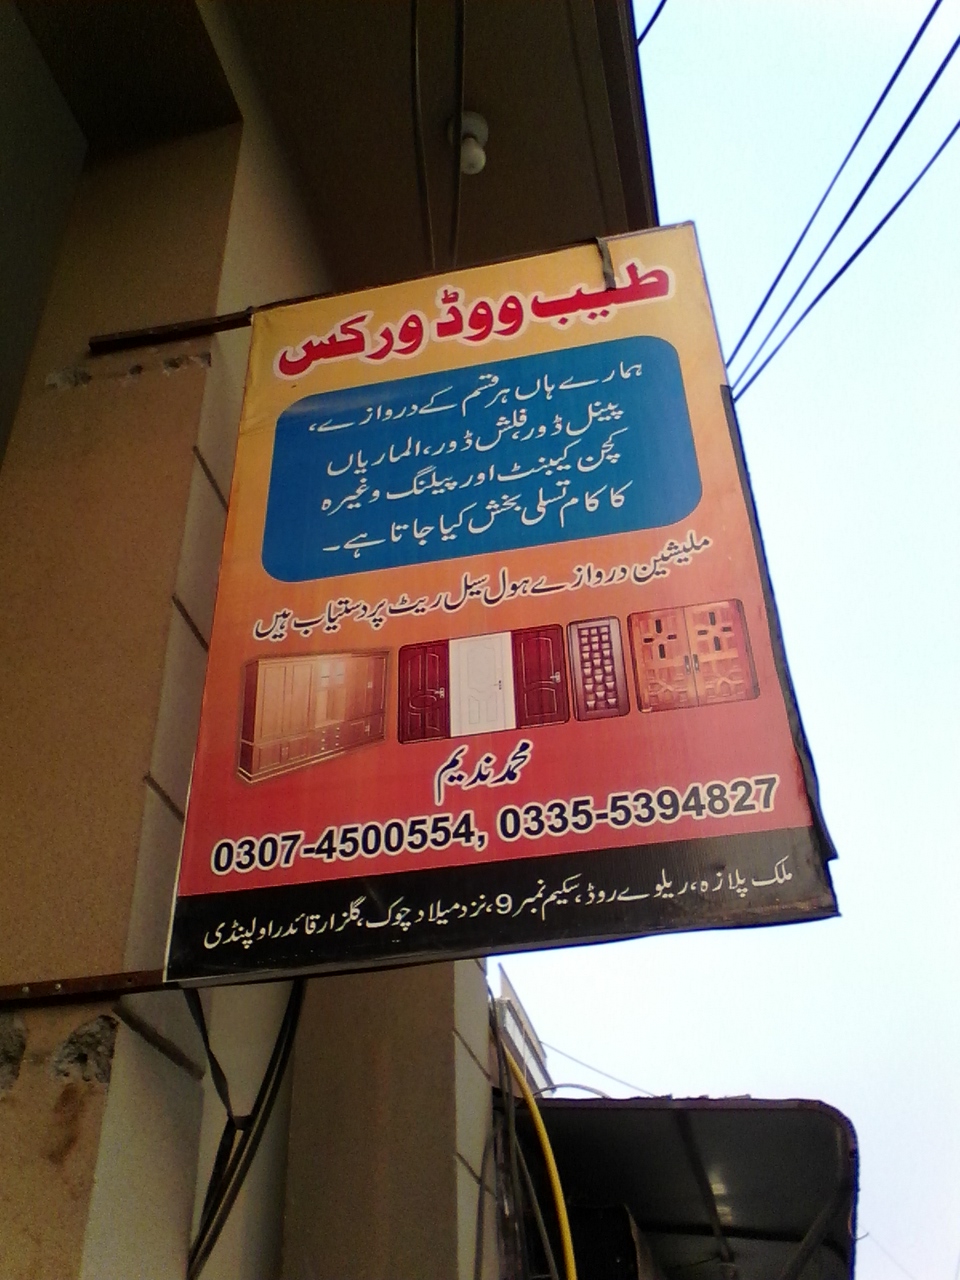 طیب ووڈ ورکس
ہمارے ہاں ہر قسم کے دروازے،
پینل ڈور، فلش ڈور، الماریاں
کچن کیبنٹ اور پیلنگ وغیرہ
کا کام تسلی بخش کیا جاتا ہے۔
ملیشین دروازے ہول سیل ریٹ پر دستیاب ہیں
محمد ندیم
0307-4500554, 0335-5394827
ملک پلازہ، ریلوے روڈ، سکیم نمبر 9، نزد میلاد چوک، گلزار قائد راولپنڈی